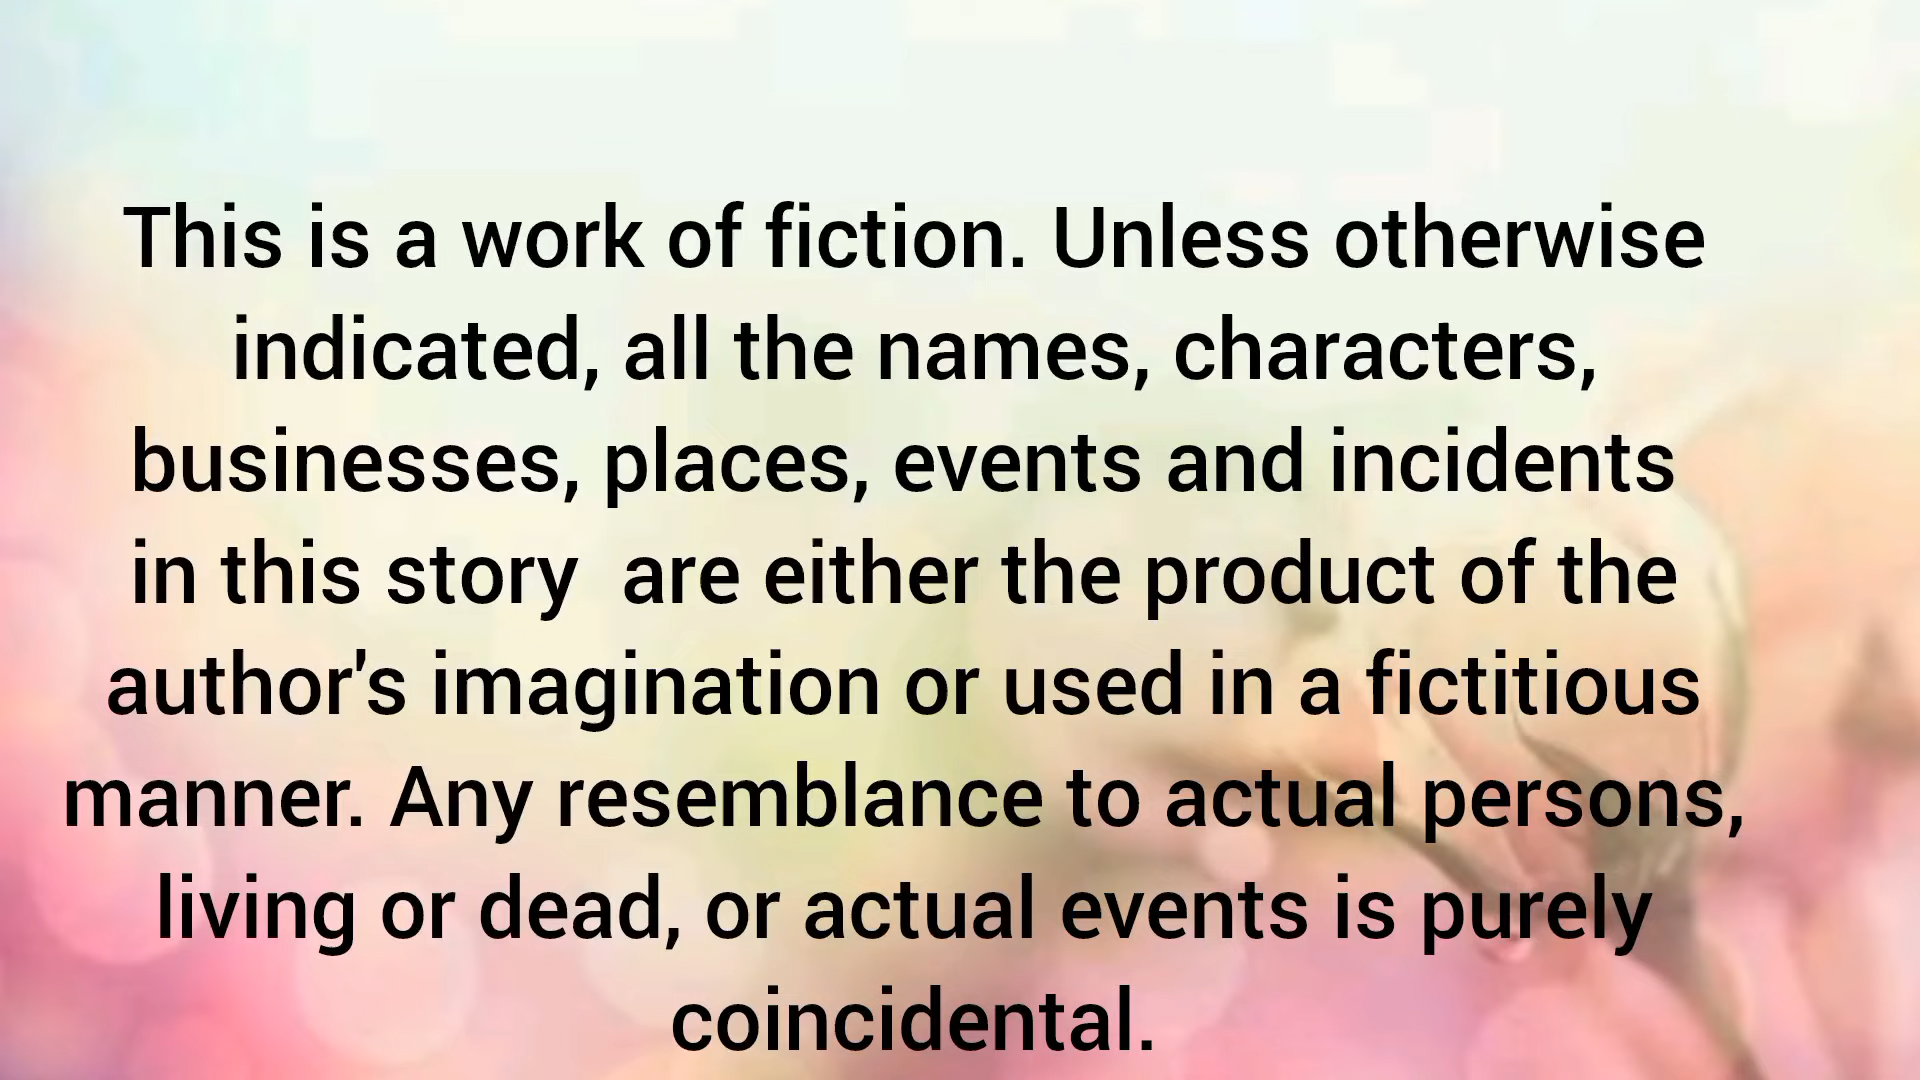 This is a work of fiction. Unless otherwise
indicated, all the names, characters,
businesses, places, events and incidents
in this story  are either the product of the
author's imagination or used in a fictitious
manner. Any resemblance to actual persons,
living or dead, or actual events is purely
coincidental.